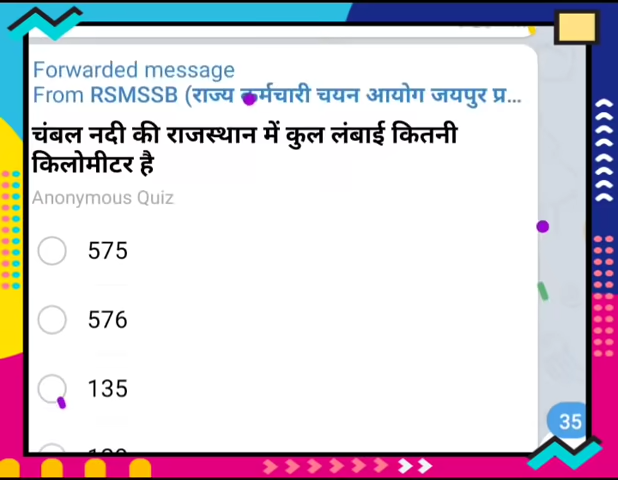 Forwarded message
From RSMSSB (राज्य कर्मचारी चयन आयोग जयपुर प्र...
चंबल नदी की राजस्थान में कुल लंबाई कितनी
किलोमीटर है
Anonymous Quiz
575
576
135
35